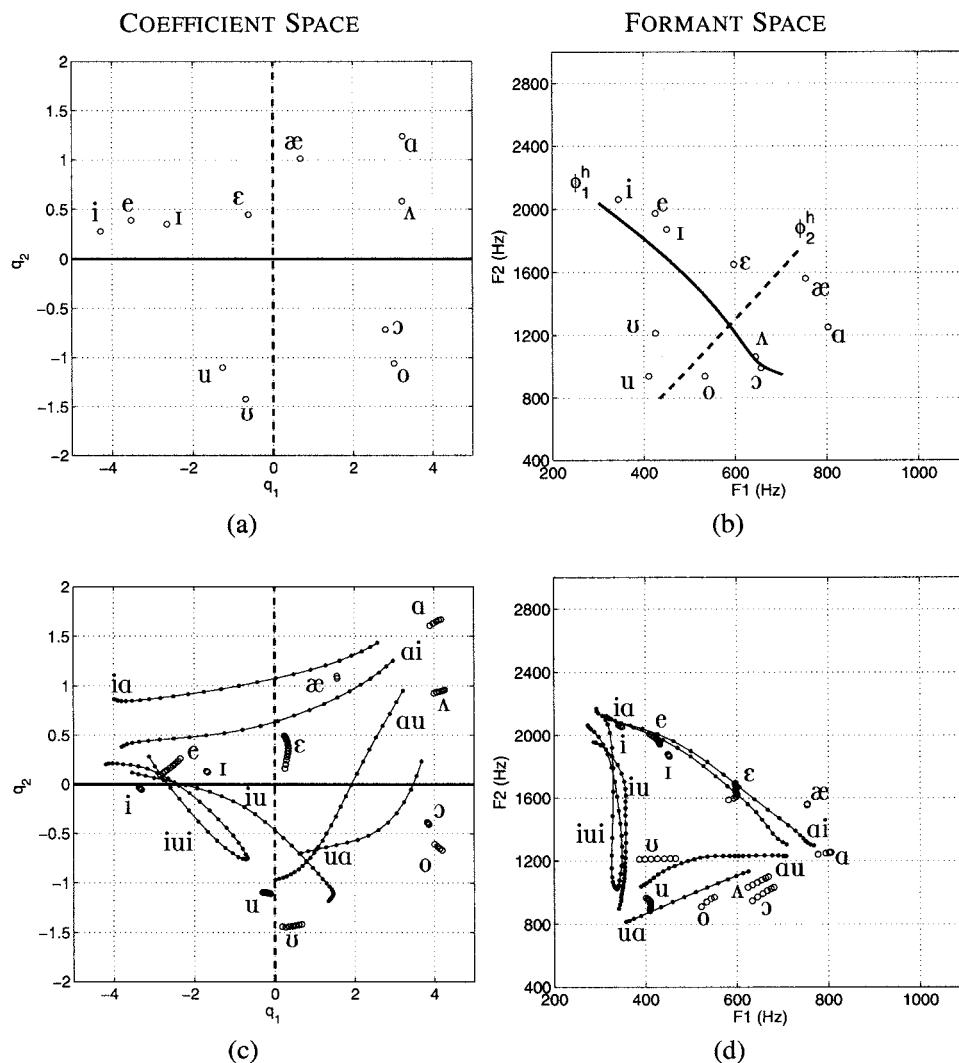 COEFFICIENT SPACE
FORMANT SPACE
2
1.5
1
0.5
0
−0.5
−1
−1.5
−2
q2
−4 −2 0 2 4
q1
i e ɪ ɛ æ ɑ ʌ
ɔ o u ʊ
(a)
2800
2400
2000
1600
1200
800
400
F2 (Hz)
200 400 600 800 1000
F1 (Hz)
ϕ1^h i e ɪ ϕ2^h
ɛ æ ʊ ʌ ɑ
u o ɔ
(b)
2
1.5
1
0.5
0
−0.5
−1
−1.5
−2
q2
−4 −2 0 2 4
q1
ɑ ɑi iɑ æ ʌ
ɑu e ɛ ɪ
i iu iui ɔ
uɑ o u ʊ
(c)
2800
2400
2000
1600
1200
800
400
F2 (Hz)
200 400 600 800 1000
F1 (Hz)
iɑ e i ɪ
iu ɛ æ
iui ʊ ɑi ɑ
u ʌ ɑu
uɑ o ɔ
(d)